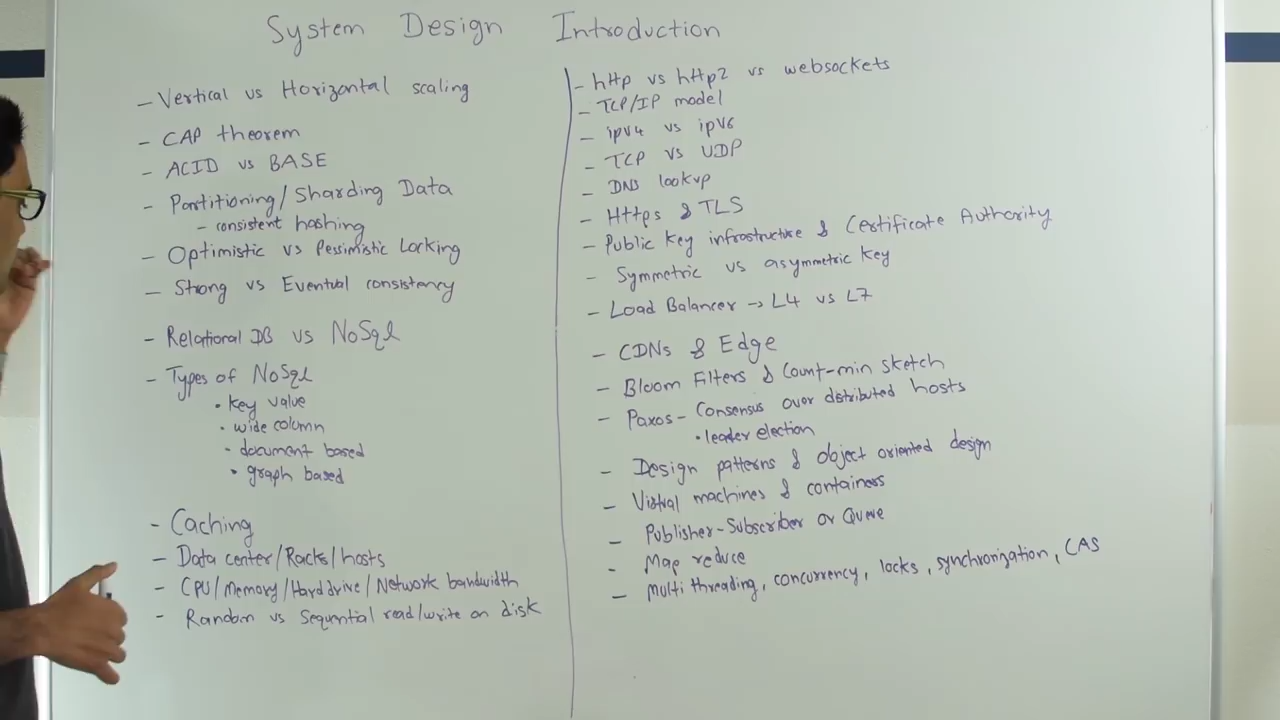 System Design Introduction
- Vertical vs Horizontal scaling
- CAP theorem
- ACID vs BASE
- Partitioning/Sharding Data
- consistent hashing
- Optimistic vs Pessimistic Locking
- Strong vs Eventual consistency
- Relational DB vs NoSql
- Types of NoSql
• key value
• wide column
- document based
• graph based
- Caching
- Data center/Racks/hosts
- CPU/Memory/Harddrive/Network bandwidth
- Random vs Sequential read/write on disk
- http vs http2 vs websockets
- TCP/IP model
- ipv4 vs ipv6
- TCP vs UDP
- DNS lookup
- Https & TLS
- Public key infrastructure & Certificate Authority
- Symmetric vs asymmetric key
- Load Balancer → L4 vs L7
- CDNs & Edge
- Bloom Filters & Count-min sketch
- Paxos - Consensus over distributed hosts
• leader election
- Design patterns & object oriented design
- Virtual machines & containers
- Publisher-Subscriber or Queue
- Map reduce
- Multi threading, concurrency, locks, synchronization, CAS